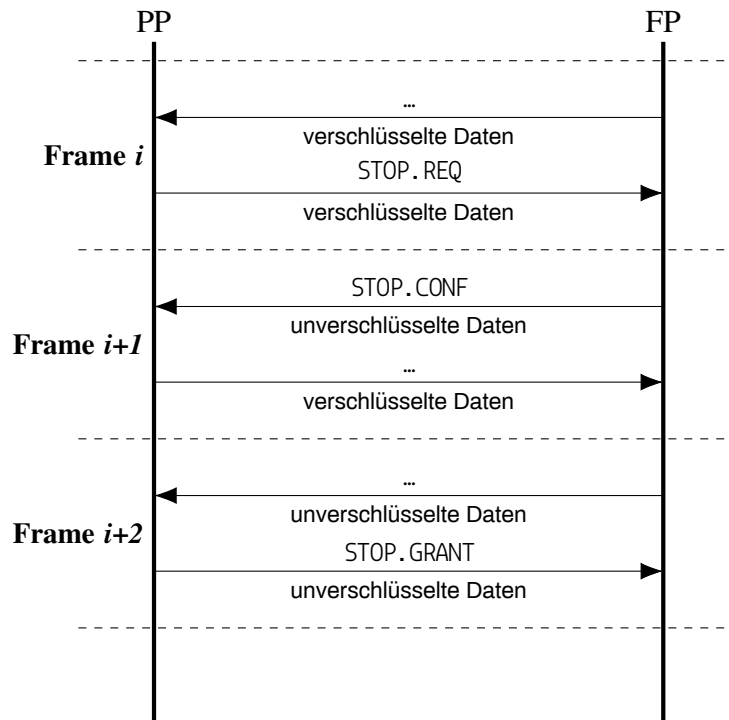 PP FP
…
verschlüsselte Daten
Frame i
STOP.REQ
verschlüsselte Daten
STOP.CONF
unverschlüsselte Daten
Frame i+1
…
verschlüsselte Daten
…
unverschlüsselte Daten
Frame i+2
STOP.GRANT
unverschlüsselte Daten